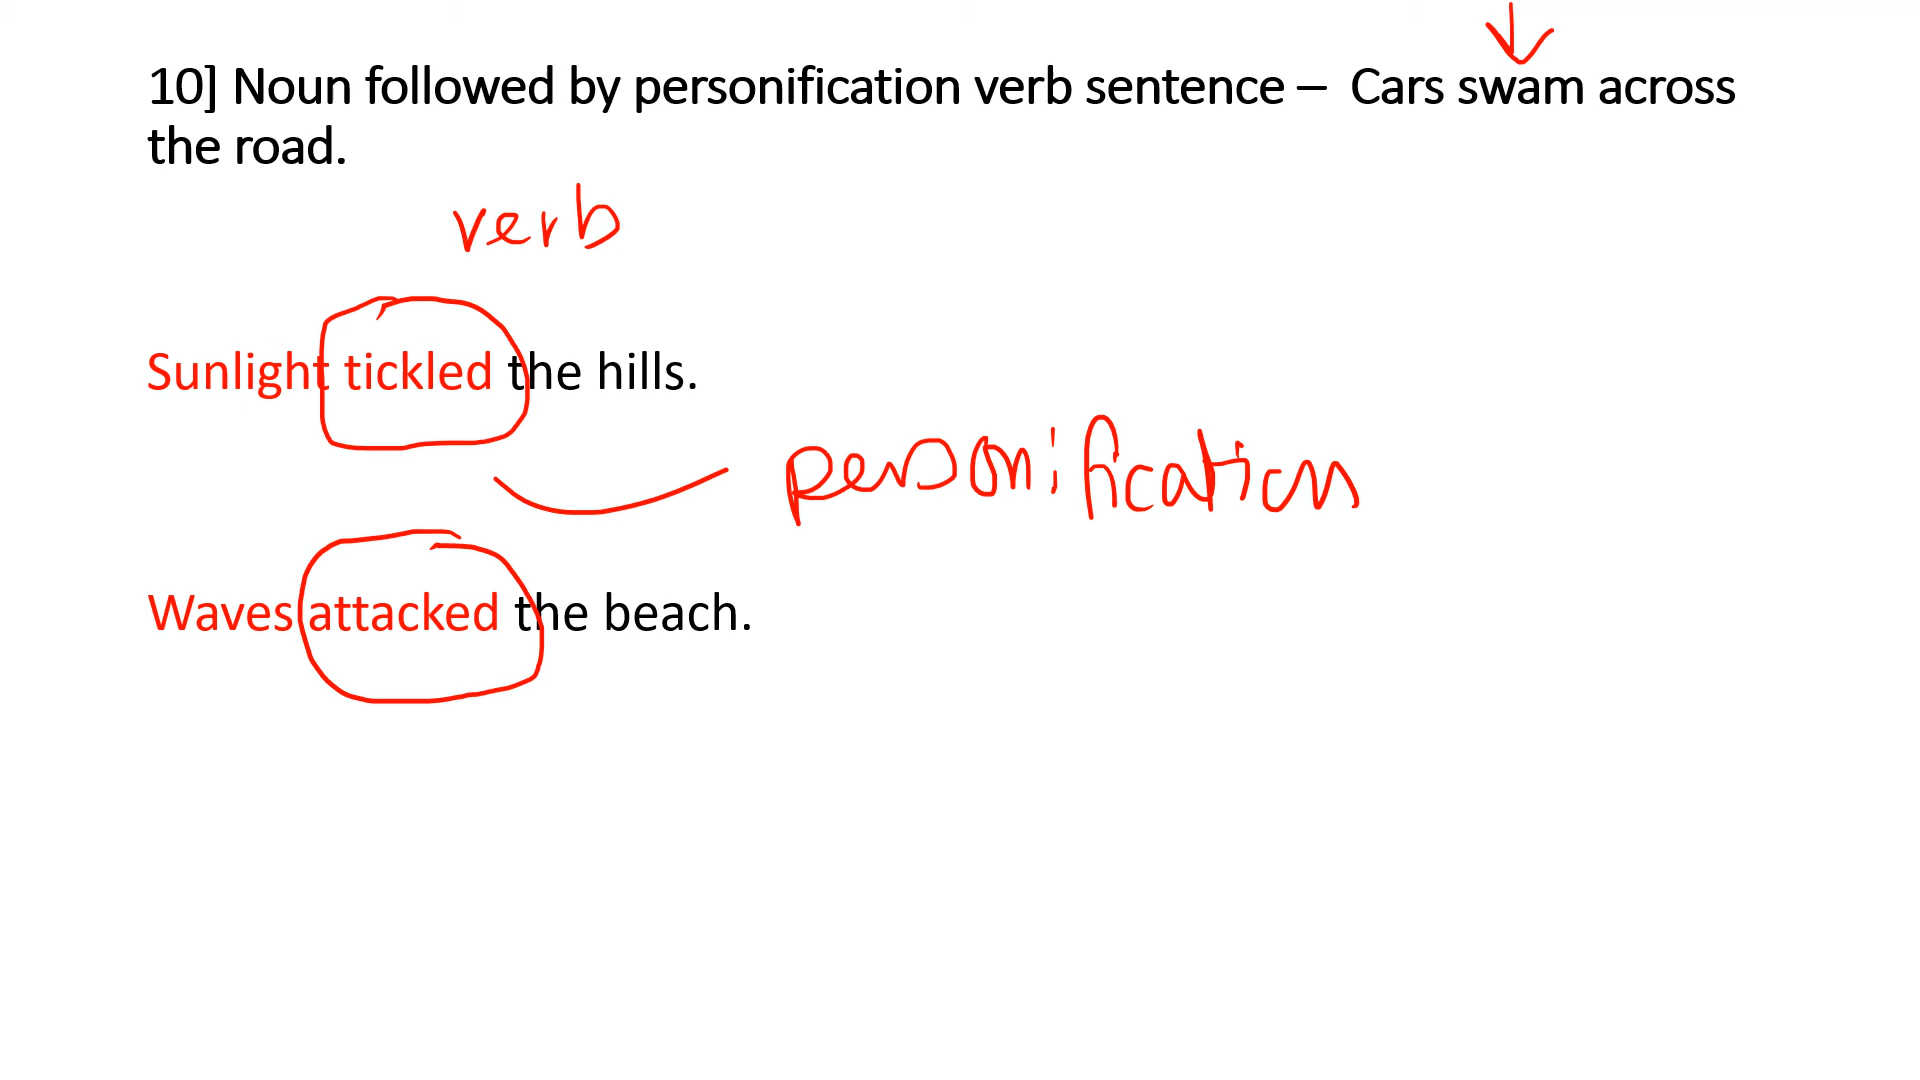 10] Noun followed by personification verb sentence – Cars swam across
the road.
verb
Sunlight tickled the hills.
personification
Waves attacked the beach.